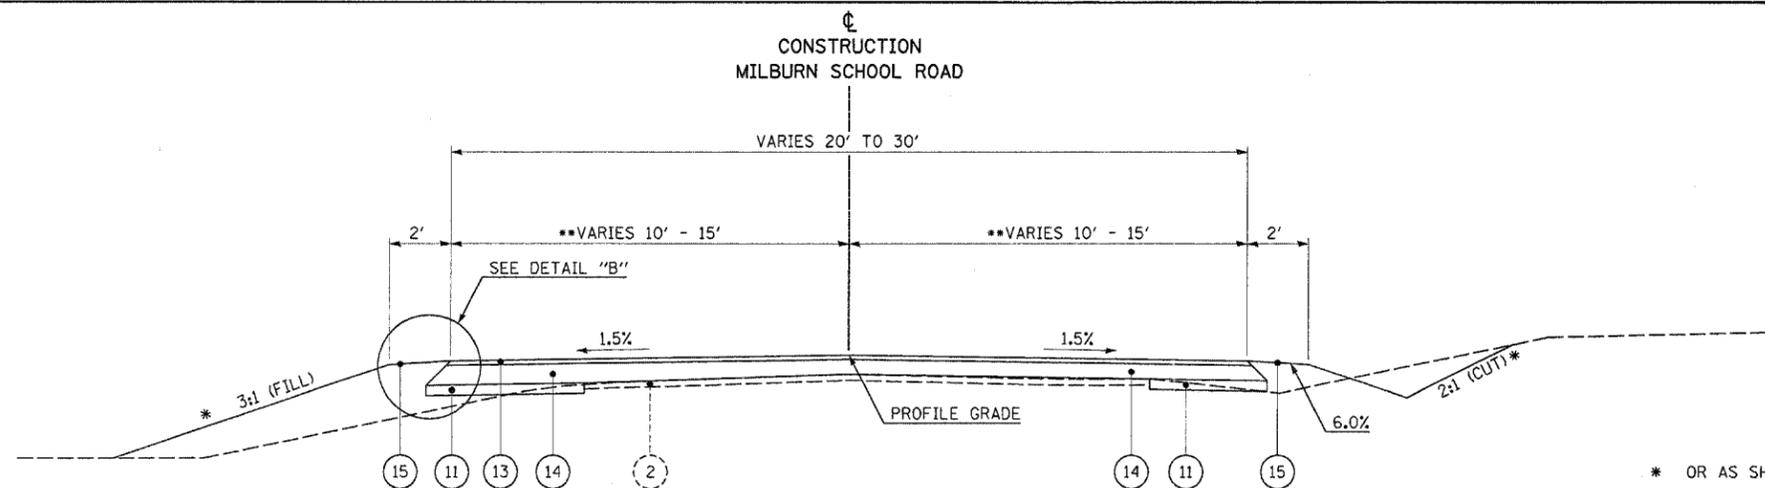 ℄
CONSTRUCTION
MILBURN SCHOOL ROAD
VARIES 20' TO 30'
2'
**VARIES 10' - 15'
**VARIES 10' - 15'
2'
SEE DETAIL "B"
1.5%
1.5%
* 3:1 (FILL)
2:1 (CUT)*
PROFILE GRADE
6.0%
15
11
13
14
2
14
11
15
* OR AS